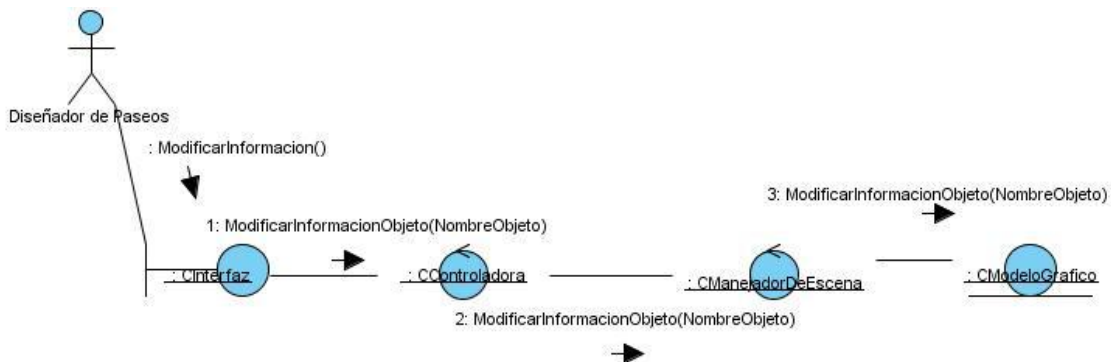 Diseñador de Paseos
: ModificarInformacion()
3: ModificarInformacionObjeto(NombreObjeto)
1: ModificarInformacionObjeto(NombreObjeto)
: CInterfaz
: CControladora
: CManejadorDeEscena
: CModeloGrafico
2: ModificarInformacionObjeto(NombreObjeto)